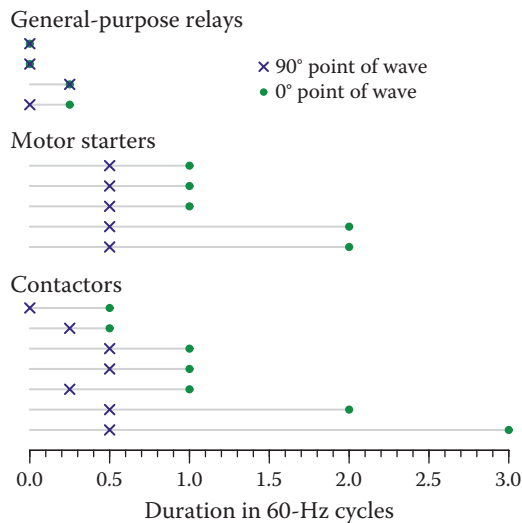 General-purpose relays
90° point of wave
0° point of wave
Motor starters
Contactors
0.0 0.5 1.0 1.5 2.0 2.5 3.0
Duration in 60-Hz cycles